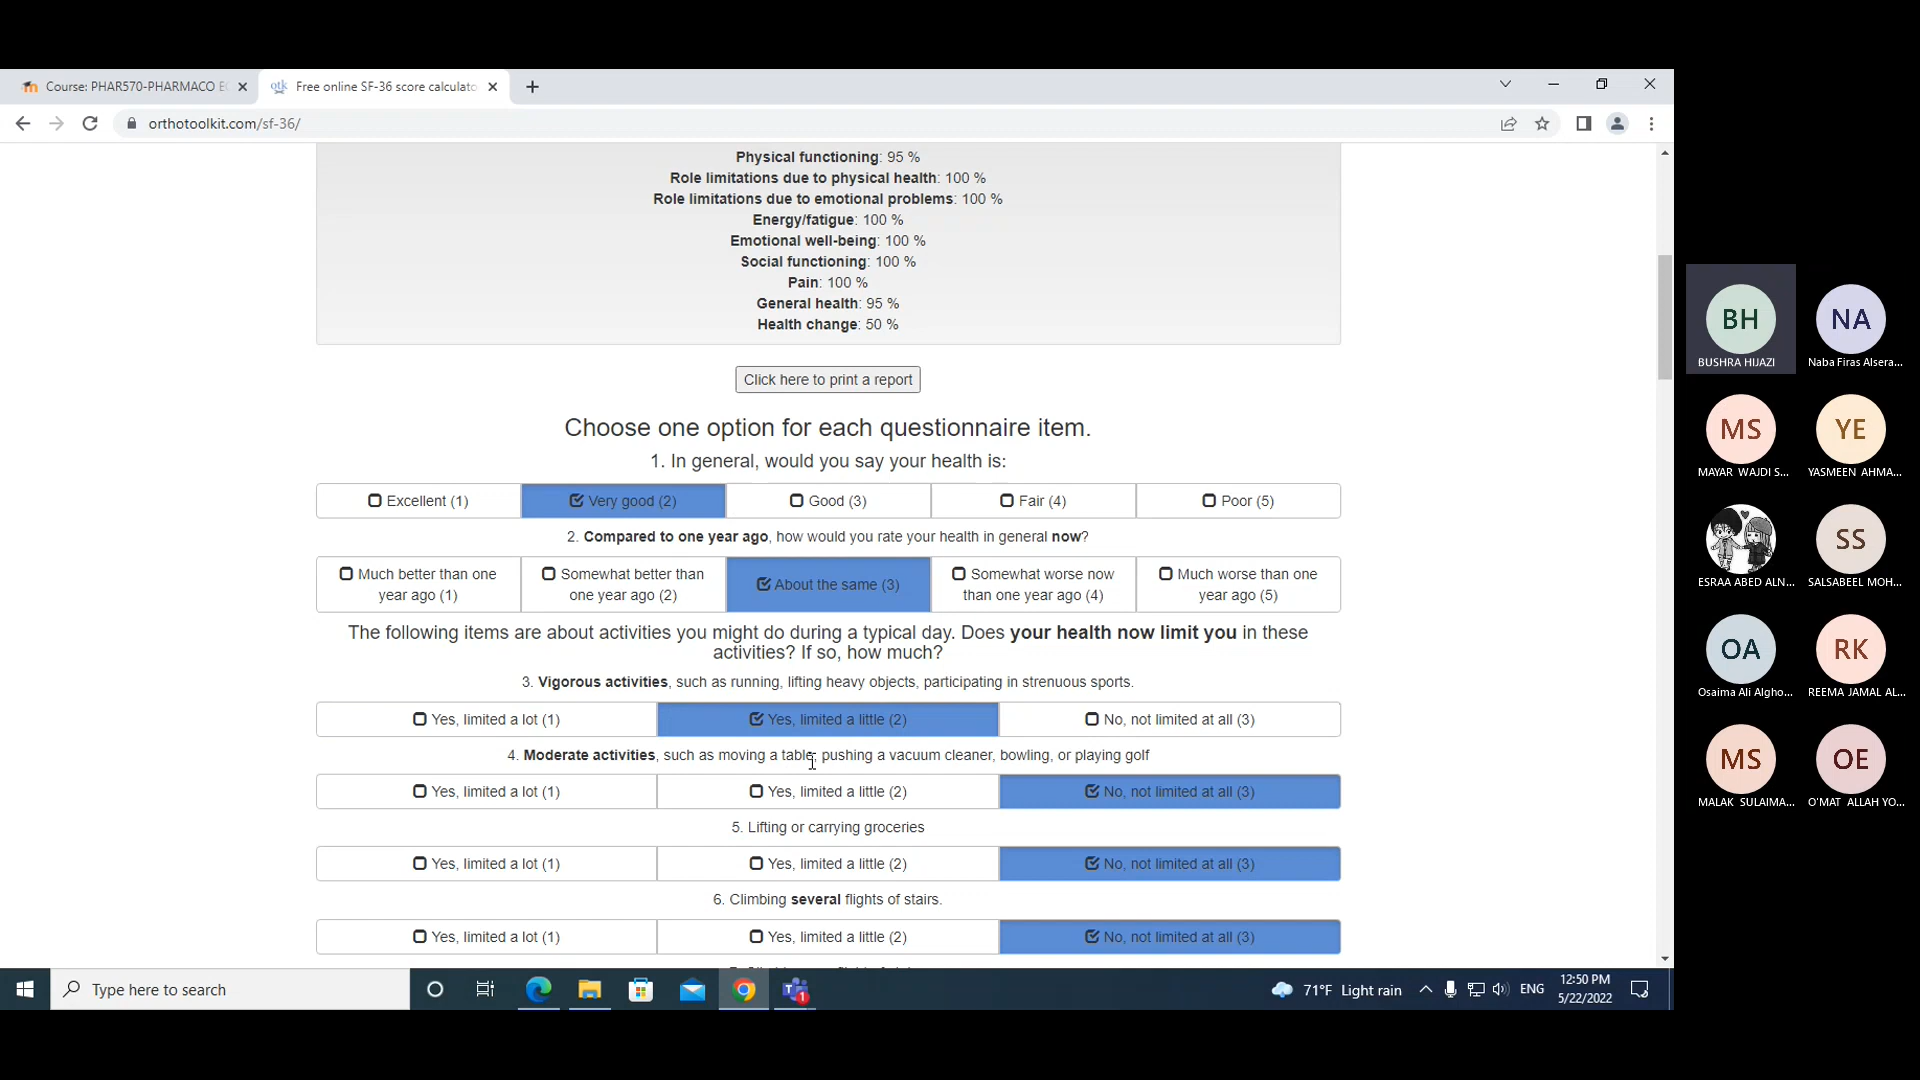 Course: PHAR570-PHARMACO E
Free online SF-36 score calculato
orthotoolkit.com/sf-36/
Physical functioning: 95 %
Role limitations due to physical health: 100 %
Role limitations due to emotional problems: 100 %
Energy/fatigue: 100 %
Emotional well-being: 100 %
Social functioning: 100 %
Pain: 100 %
General health: 95 %
Health change: 50 %
Click here to print a report
Choose one option for each questionnaire item.
1. In general, would you say your health is:
Excellent (1) Very good (2) Good (3) Fair (4) Poor (5)
2. Compared to one year ago, how would you rate your health in general now?
Much better than one year ago (1) Somewhat better than one year ago (2) About the same (3) Somewhat worse now than one year ago (4) Much worse than one year ago (5)
The following items are about activities you might do during a typical day. Does your health now limit you in these
activities? If so, how much?
3. Vigorous activities, such as running, lifting heavy objects, participating in strenuous sports.
Yes, limited a lot (1) Yes, limited a little (2) No, not limited at all (3)
4. Moderate activities, such as moving a table, pushing a vacuum cleaner, bowling, or playing golf
Yes, limited a lot (1) Yes, limited a little (2) No, not limited at all (3)
5. Lifting or carrying groceries
Yes, limited a lot (1) Yes, limited a little (2) No, not limited at all (3)
6. Climbing several flights of stairs.
Yes, limited a lot (1) Yes, limited a little (2) No, not limited at all (3)
Type here to search
1
71°F Light rain
ENG
12:50 PM
5/22/2022
BH NA
BUSHRA HIJAZI Naba Firas Alsera...
MS YE
MAYAR WAJDI S... YASMEEN AHMA...
SS
ESRAA ABED ALN... SALSABEEL MOH...
OA RK
Osaima Ali Algho... REEMA JAMAL AL...
MS OE
MALAK SULAIMA... O'MAT ALLAH YO...